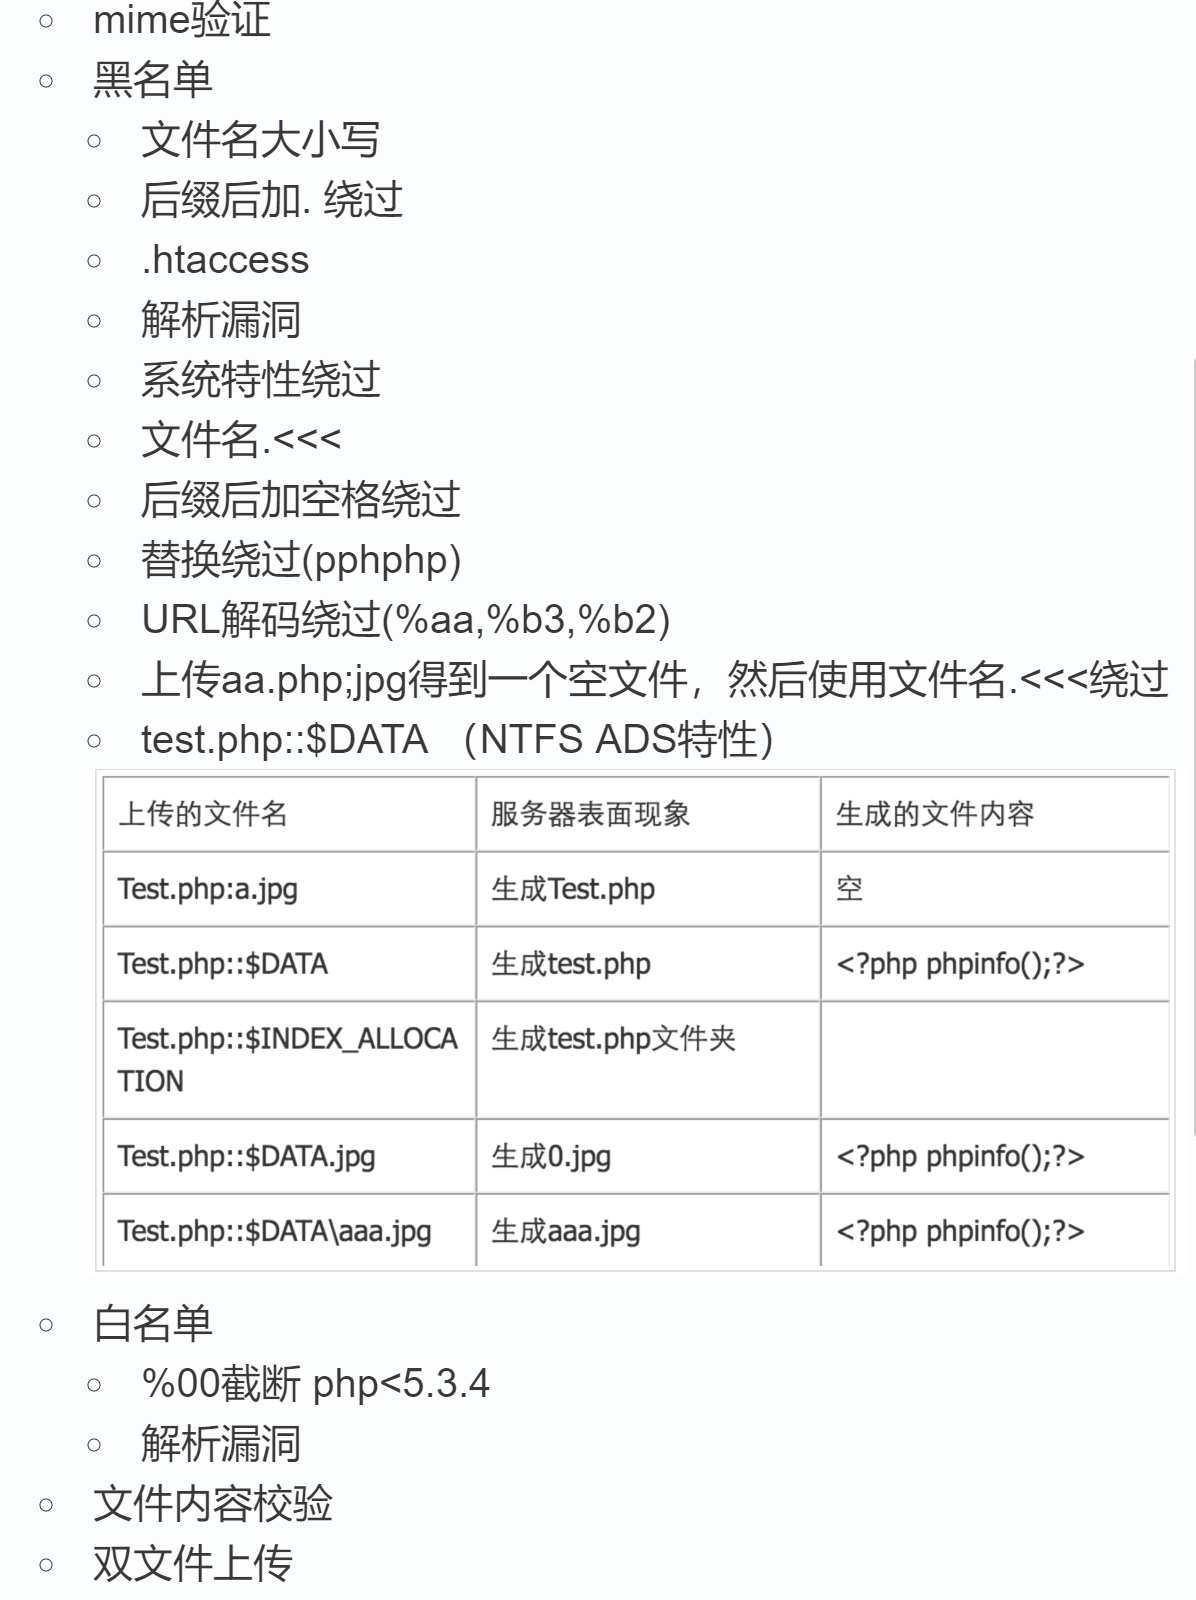 mime验证
黑名单
文件名大小写
后缀后加. 绕过
.htaccess
解析漏洞
系统特性绕过
文件名.<<<
后缀后加空格绕过
替换绕过(pphphp)
URL解码绕过(%aa,%b3,%b2)
上传aa.php;jpg得到一个空文件，然后使用文件名.<<<绕过
test.php::$DATA （NTFS ADS特性）
上传的文件名 服务器表面现象 生成的文件内容
Test.php:a.jpg 生成Test.php 空
Test.php::$DATA 生成test.php <?php phpinfo();?>
Test.php::$INDEX_ALLOCA 生成test.php文件夹
TION
Test.php::$DATA.jpg 生成0.jpg <?php phpinfo();?>
Test.php::$DATA\aaa.jpg 生成aaa.jpg <?php phpinfo();?>
白名单
%00截断 php<5.3.4
解析漏洞
文件内容校验
双文件上传